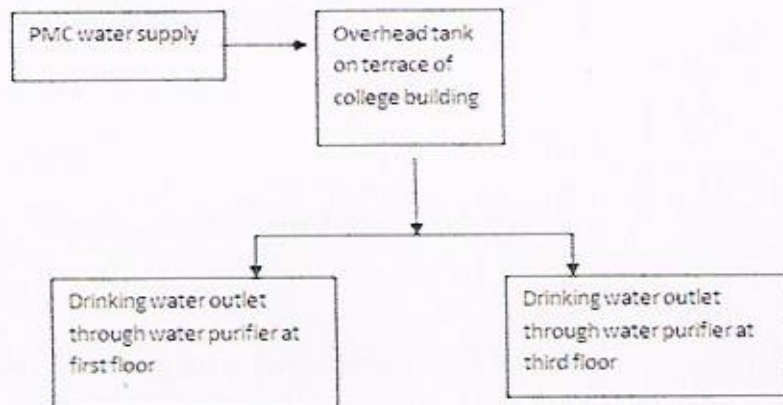 PMC water supply
Overhead tank
on terrace of
college building
Drinking water outlet
through water purifier at
first floor
Drinking water outlet
through water purifier at
third floor